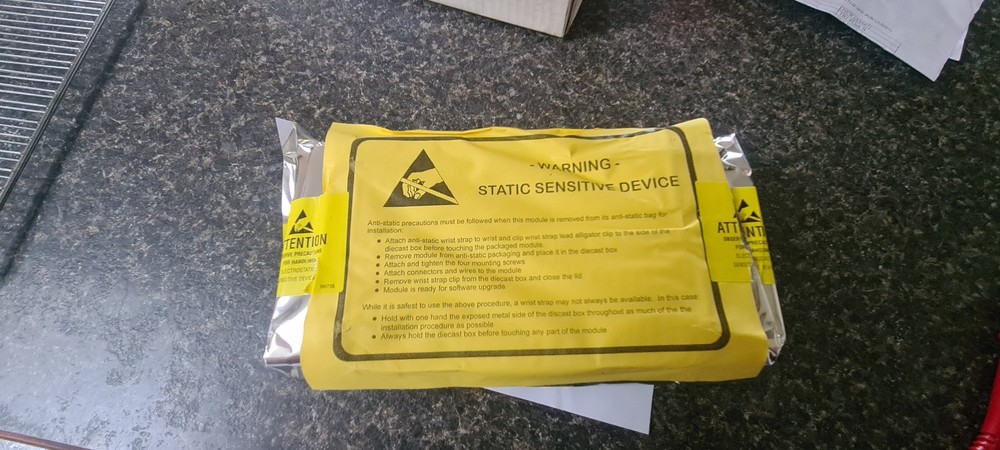 - WARNING -
STATIC SENSITIVE DEVICE
Anti-static precautions must be followed when this module is removed from its anti-static bag for
installation:
● Attach anti-static wrist strap to wrist and clip wrist strap lead alligator clip to the side of the
diecast box before touching the packaged module.
● Remove module from anti-static packaging and place it in the diecast box
● Attach and tighten the four mounting screws
● Attach connectors and wires to the module
● Remove wrist strap clip from the diecast box and close the lid
● Module is ready for software upgrade
While it is safest to use the above procedure, a wrist strap may not always be available. In this case:
● Hold with one hand the exposed metal side of the discast box throughout as much of the the
installation procedure as possible
● Always hold the diecast box before touching any part of the module
TTENTION
FOR HANDLING
ELECTROSTATIC
ATTENTI